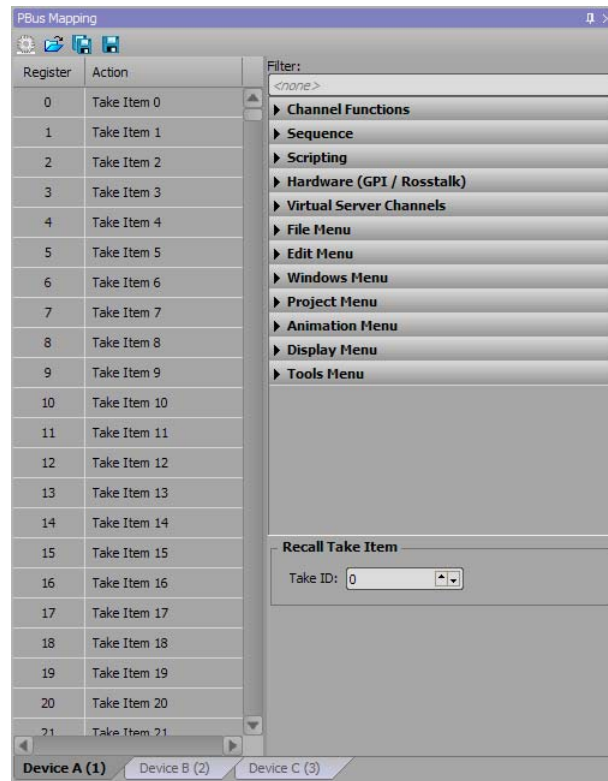 PBus Mapping
Register Action
0 Take Item 0
1 Take Item 1
2 Take Item 2
3 Take Item 3
4 Take Item 4
5 Take Item 5
6 Take Item 6
7 Take Item 7
8 Take Item 8
9 Take Item 9
10 Take Item 10
11 Take Item 11
12 Take Item 12
13 Take Item 13
14 Take Item 14
15 Take Item 15
16 Take Item 16
17 Take Item 17
18 Take Item 18
19 Take Item 19
20 Take Item 20
21 Take Item 21
Filter:
<none>
Channel Functions
Sequence
Scripting
Hardware (GPI / Rosstalk)
Virtual Server Channels
File Menu
Edit Menu
Windows Menu
Project Menu
Animation Menu
Display Menu
Tools Menu
Recall Take Item
Take ID: 0
Device A (1) Device B (2) Device C (3)